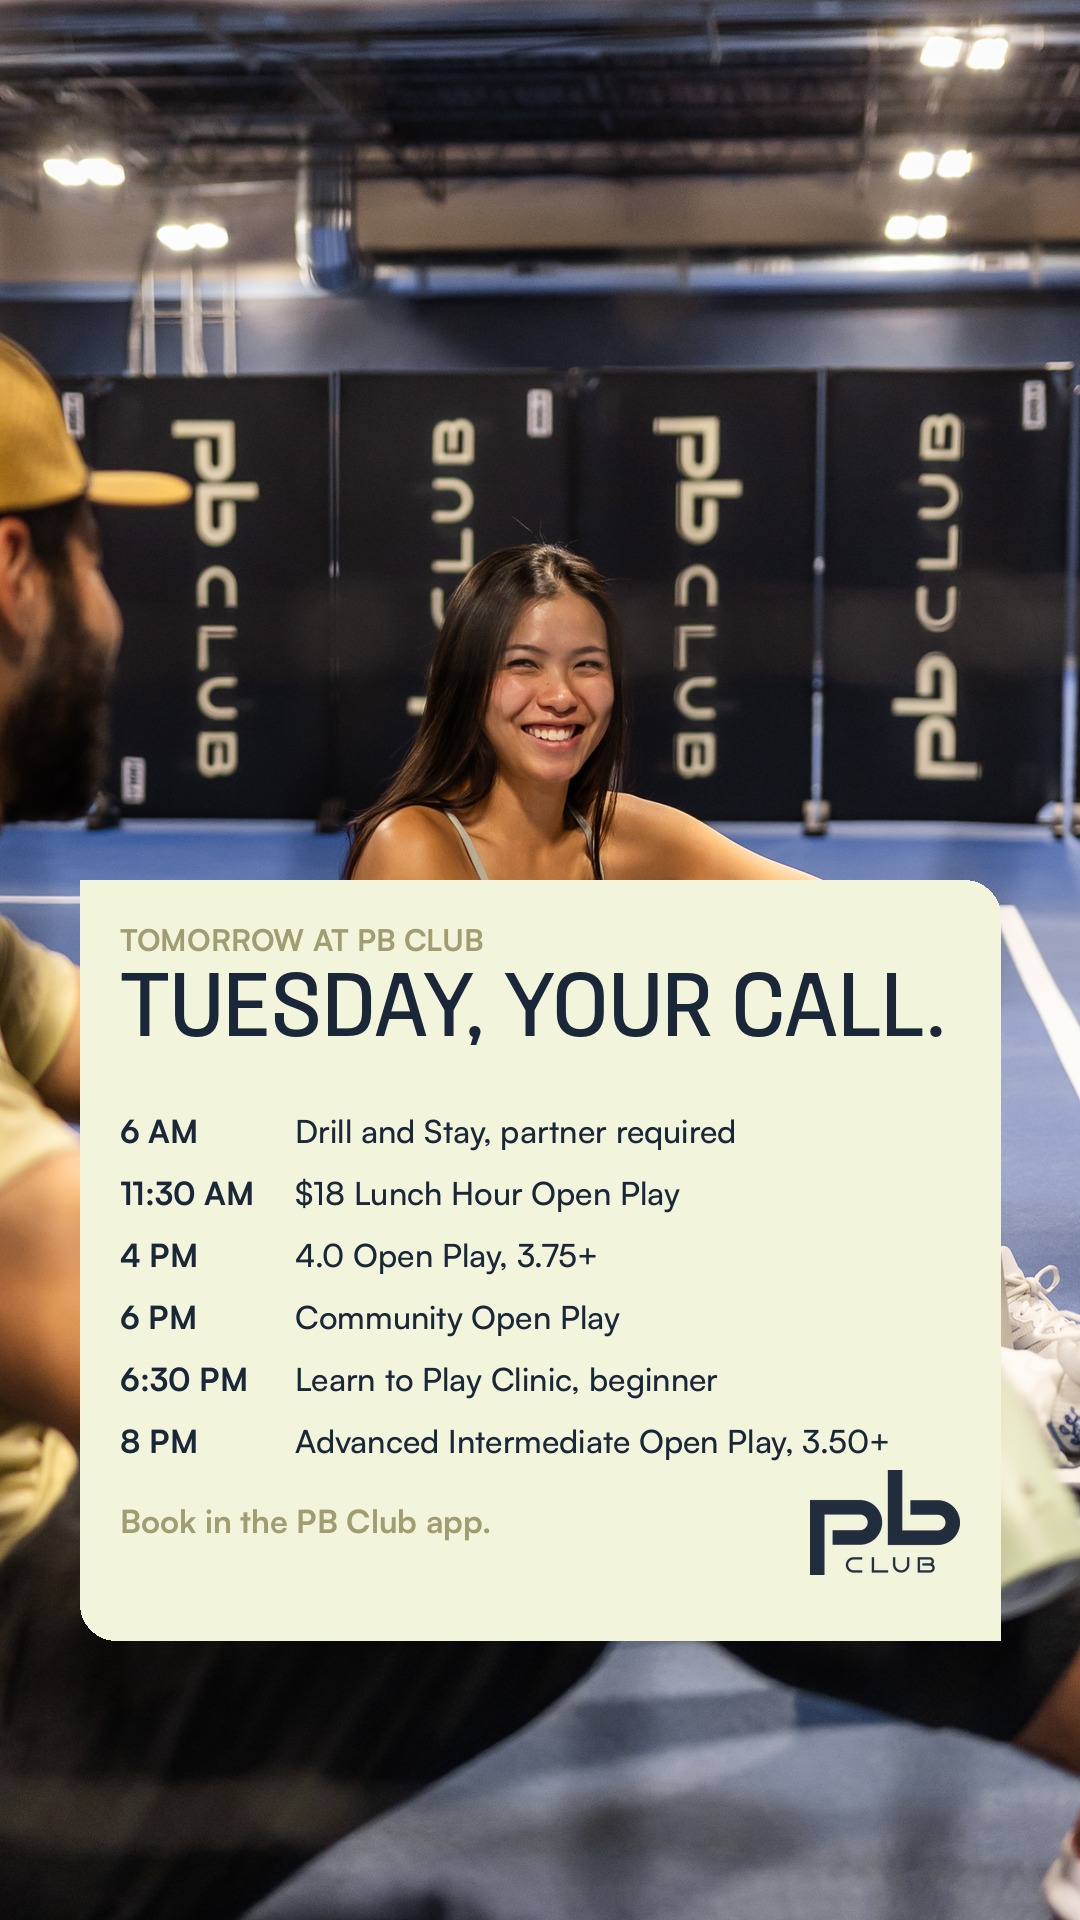 pb CLUB
CLUB
pb CLUB
pb CLUB
TOMORROW AT PB CLUB
TUESDAY, YOUR CALL.
6 AM Drill and Stay, partner required
11:30 AM $18 Lunch Hour Open Play
4 PM 4.0 Open Play, 3.75+
6 PM Community Open Play
6:30 PM Learn to Play Clinic, beginner
8 PM Advanced Intermediate Open Play, 3.50+
Book in the PB Club app.
pb
CLUB